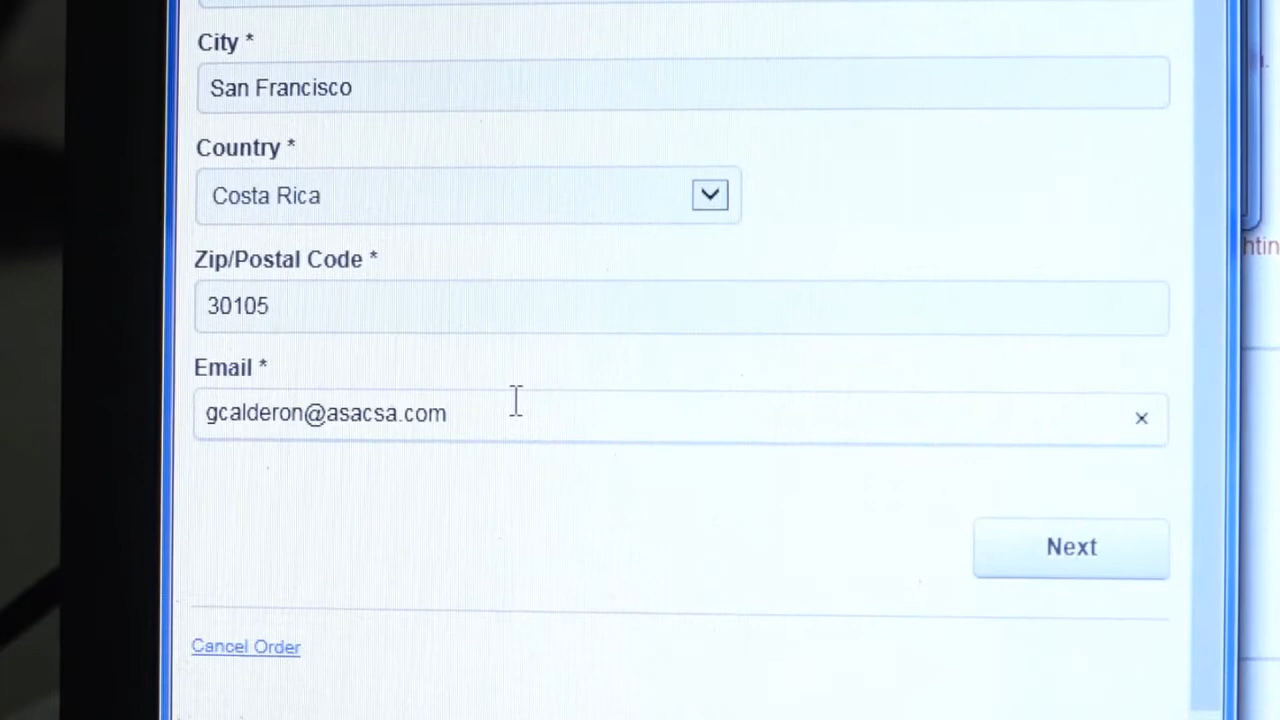 City *
San Francisco
Country *
Costa Rica
Zip/Postal Code *
30105
Email *
gcalderon@asacsa.com
Next
Cancel Order